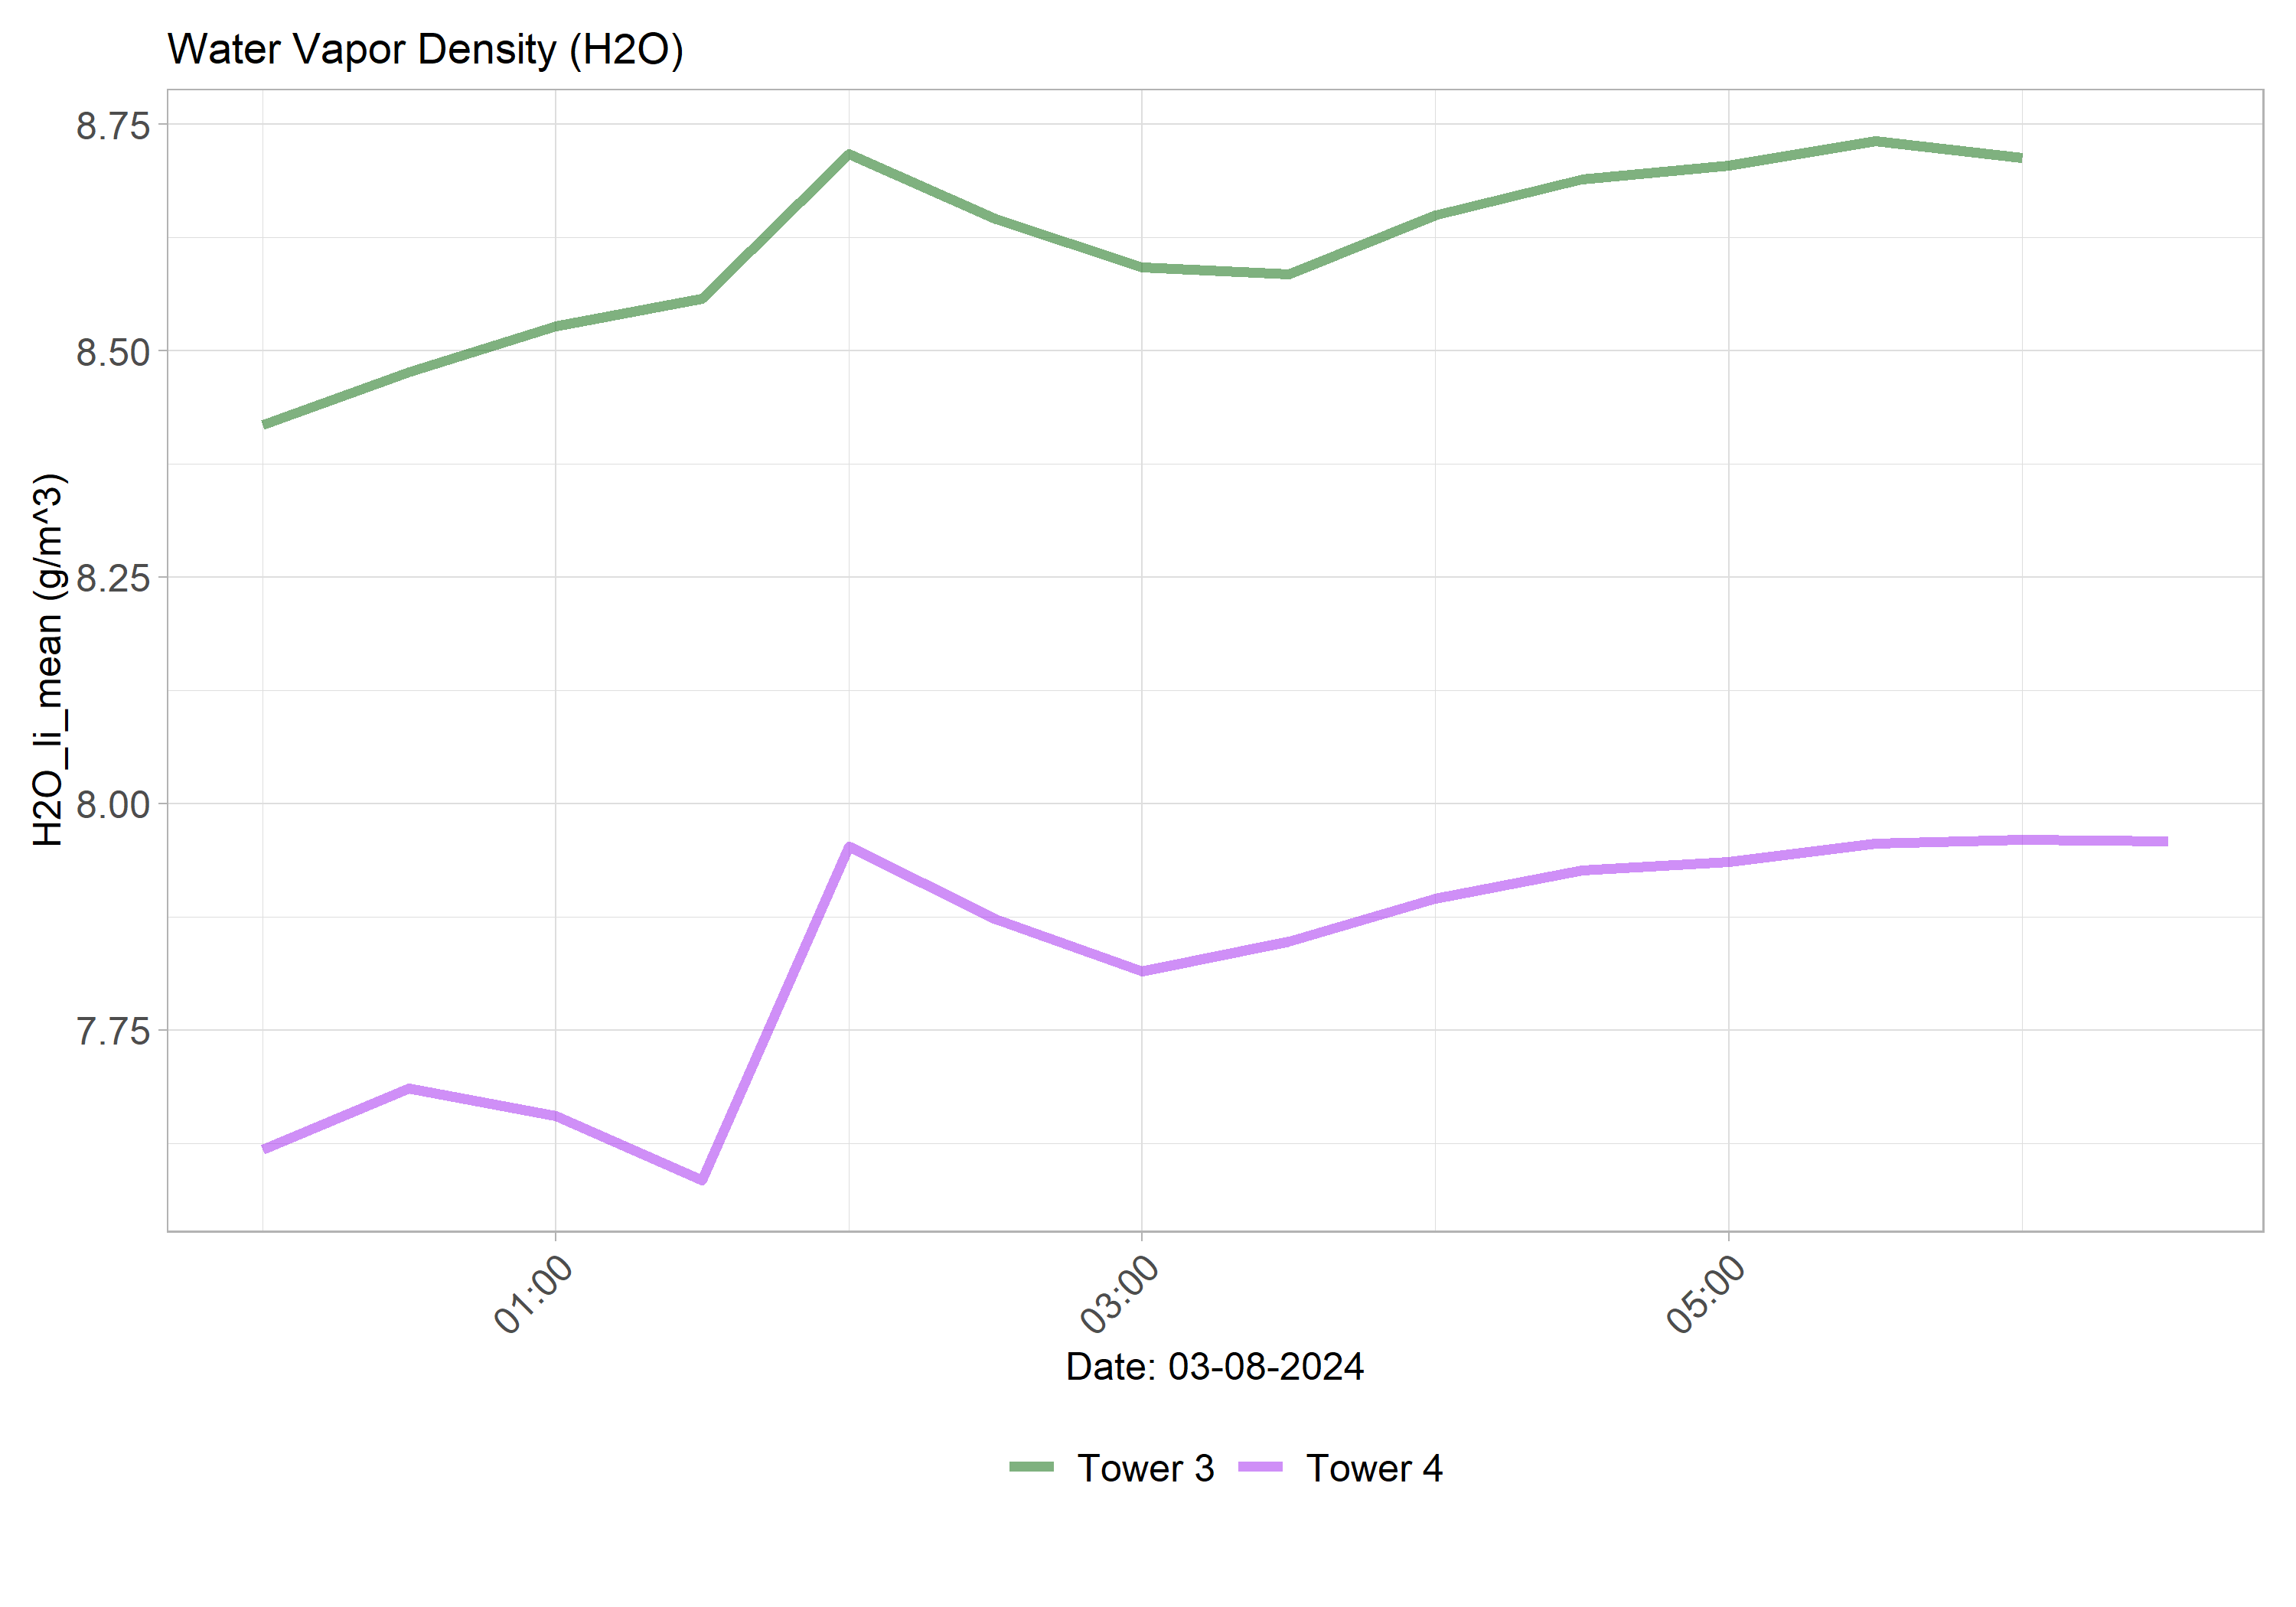 Water Vapor Density (H2O)
H2O_li_mean (g/m^3)
8.75
8.50
8.25
8.00
7.75
01:00
03:00
05:00
Date: 03-08-2024
Tower 3
Tower 4